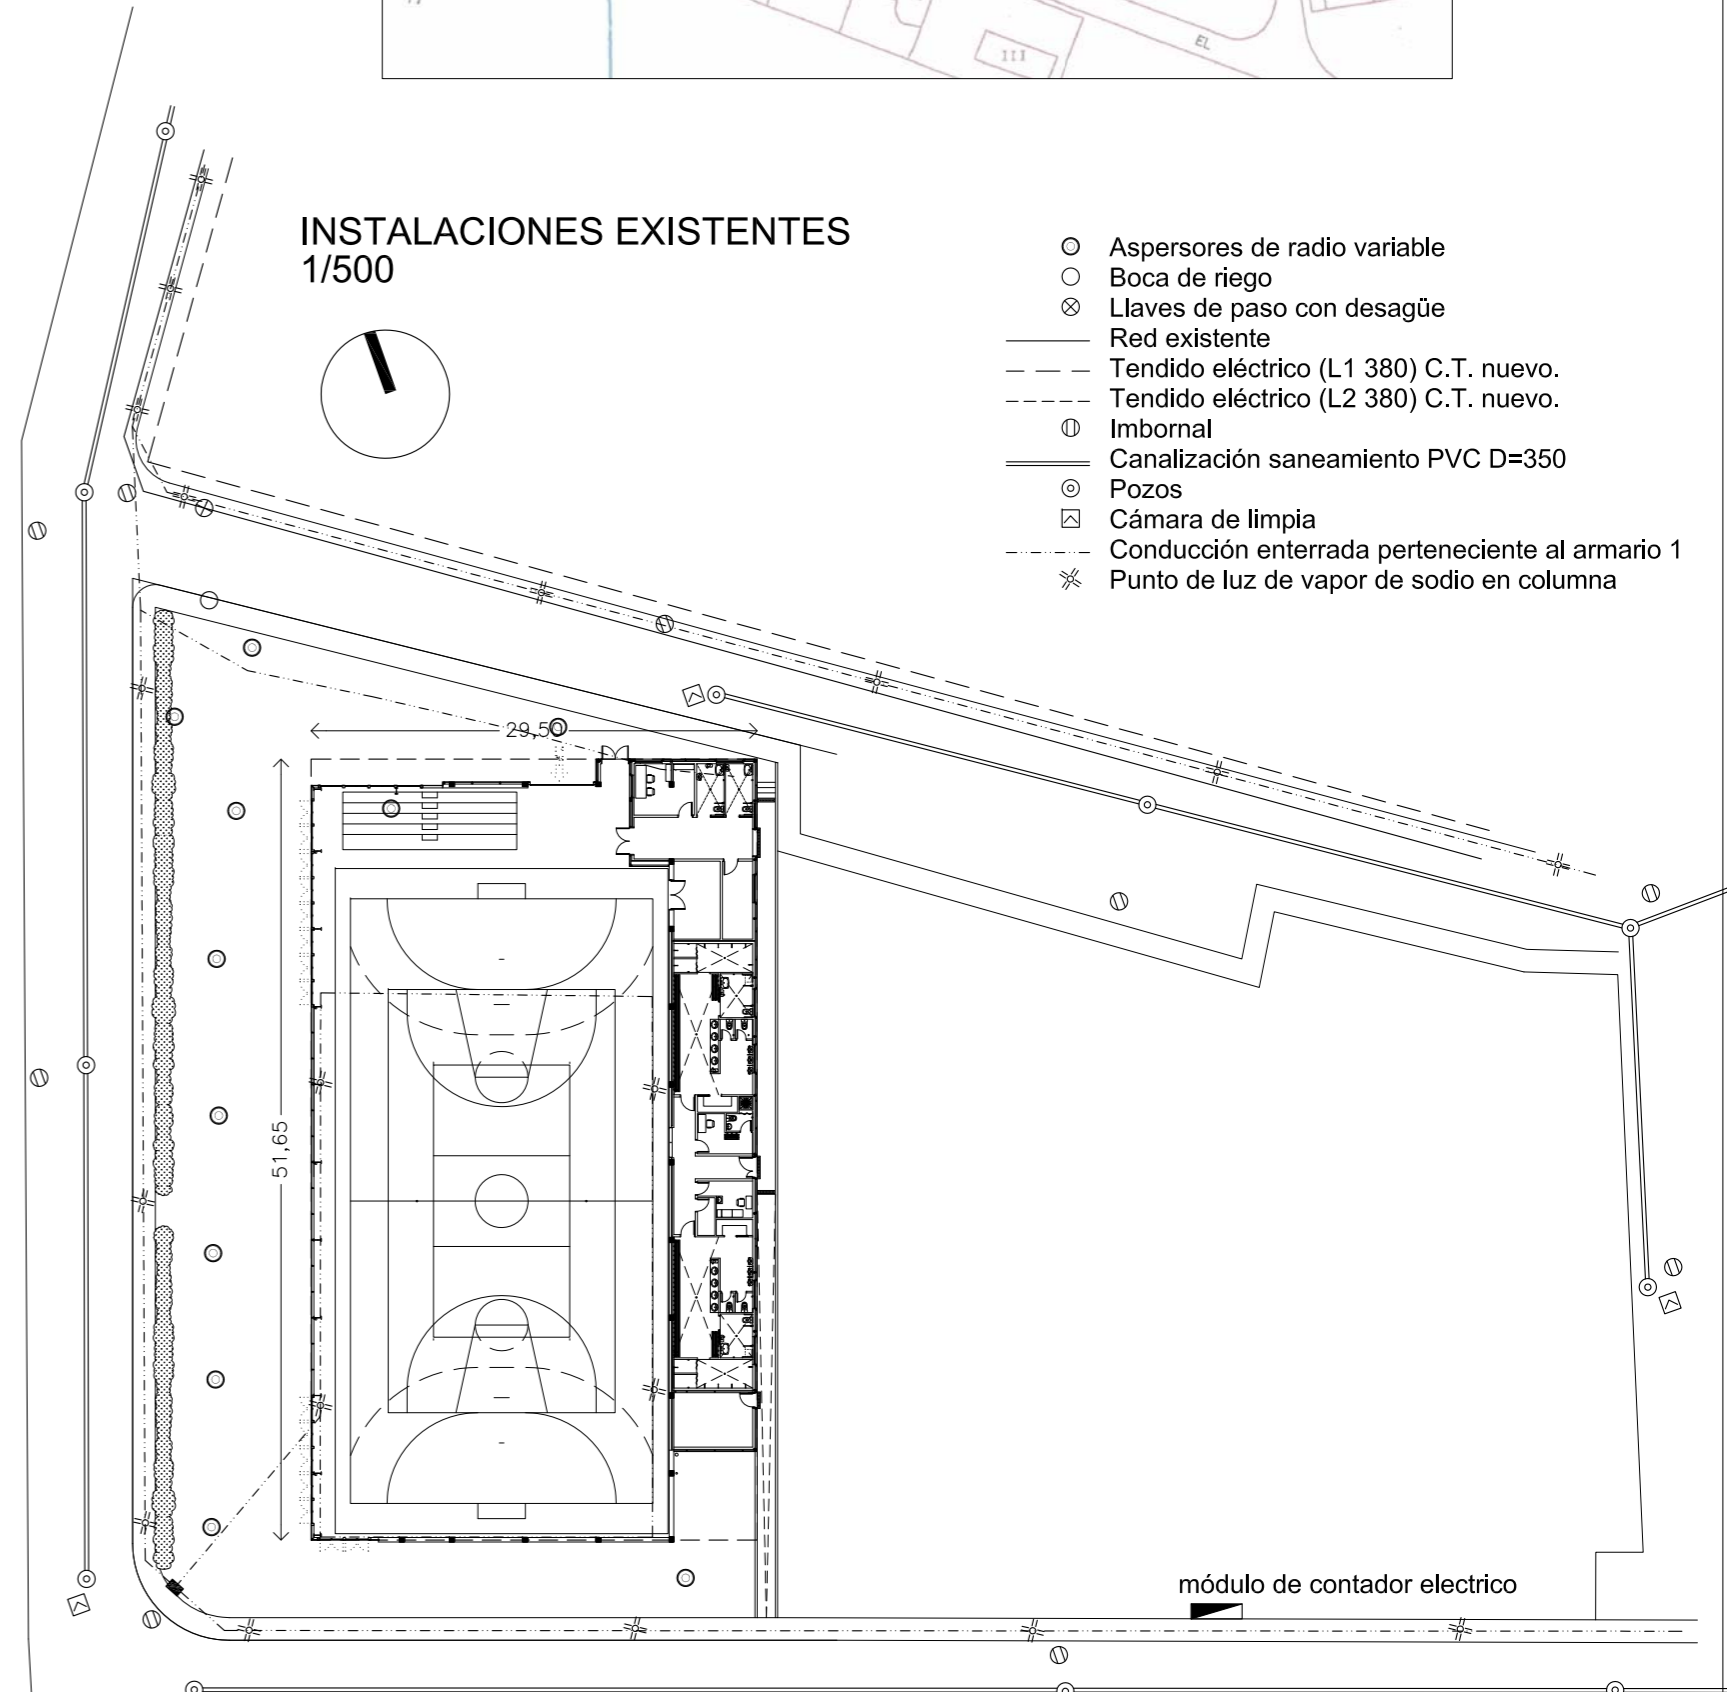 EL
III
INSTALACIONES EXISTENTES
1/500
Aspersores de radio variable
Boca de riego
Llaves de paso con desagüe
Red existente
Tendido eléctrico (L1 380) C.T. nuevo.
Tendido eléctrico (L2 380) C.T. nuevo.
Imbornal
Canalización saneamiento PVC D=350
Pozos
Cámara de limpia
Conducción enterrada perteneciente al armario 1
Punto de luz de vapor de sodio en columna
29,50
51,65
módulo de contador electrico